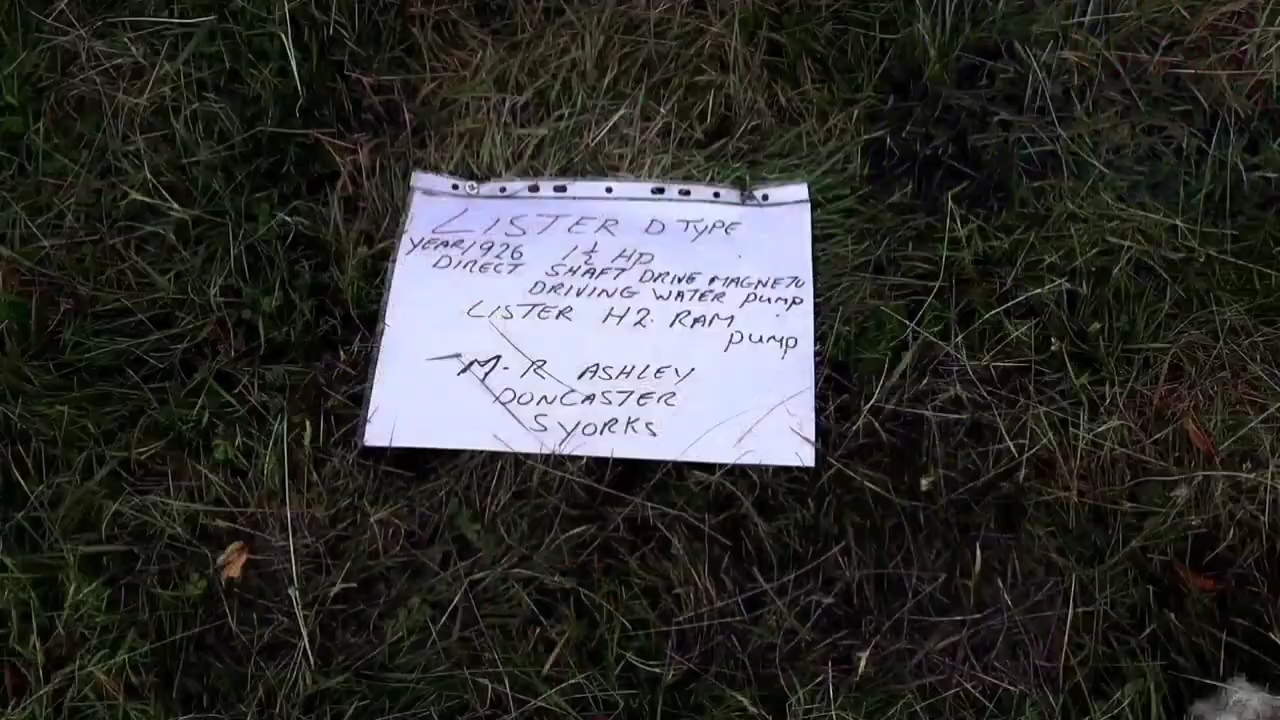 LISTER D TYPE
YEAR 1926 1½ HP
DIRECT SHAFT DRIVE MAGNETO
DRIVING WATER PUMP
LISTER H2. RAM
PUMP
M. R ASHLEY
DONCASTER
S YORKS